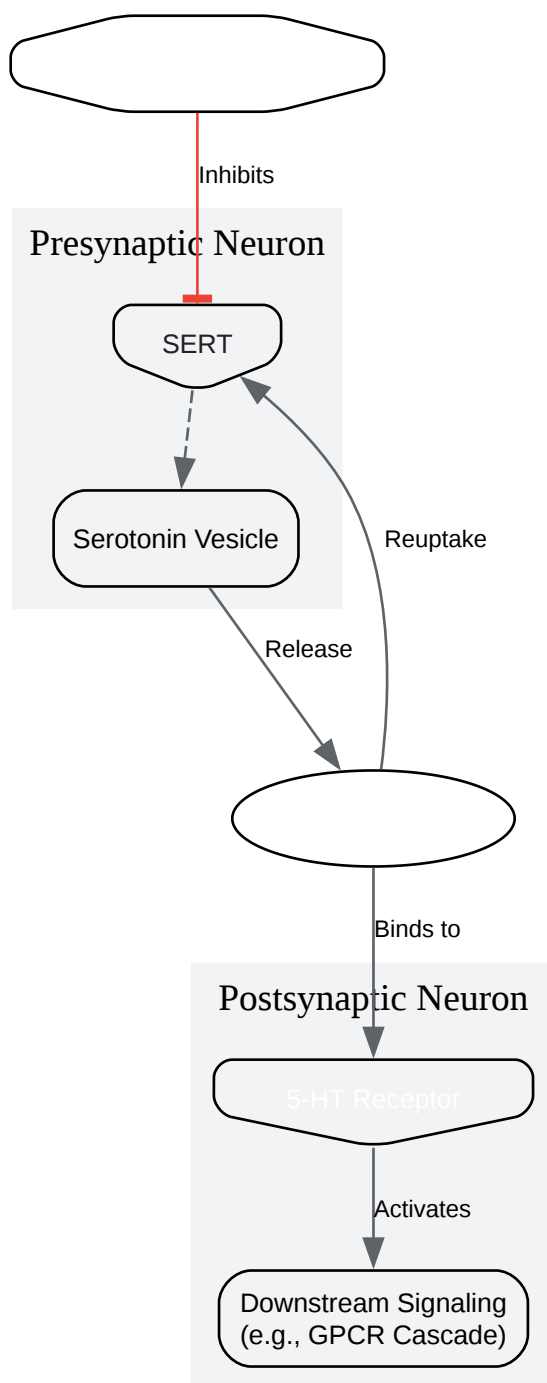 Inhibits
Presynaptic Neuron
SERT
Serotonin Vesicle
Reuptake
Release
Binds to
Postsynaptic Neuron
5-HT Receptor
Activates
Downstream Signaling
(e.g., GPCR Cascade)